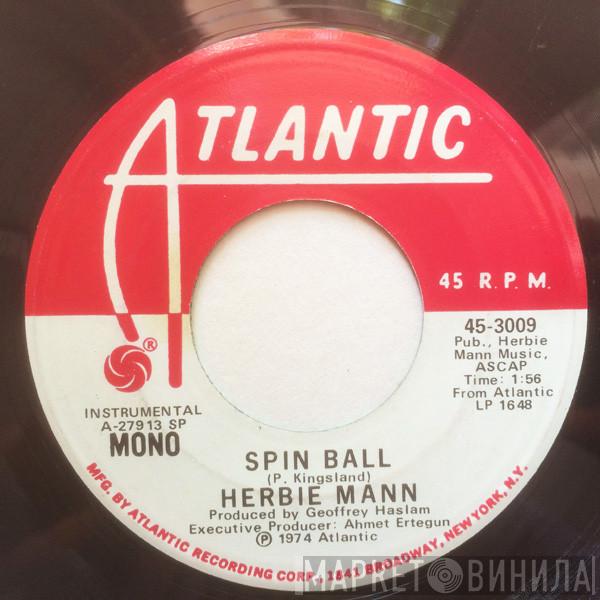 ATLANTIC
45 R.P.M.
®
45-3009
Pub., Herbie
Mann Music,
ASCAP
Time: 1:56
From Atlantic
LP 1648
INSTRUMENTAL
A-27913 SP
MONO
SPIN BALL
(P. Kingsland)
HERBIE MANN
Produced by Geoffrey Haslam
Executive Producer: Ahmet Ertegun
℗ 1974 Atlantic
MFG. BY ATLANTIC RECORDING CORP., 1841 BROADWAY, NEW YORK, N.Y.
МАРКЕТ ВИНИЛА